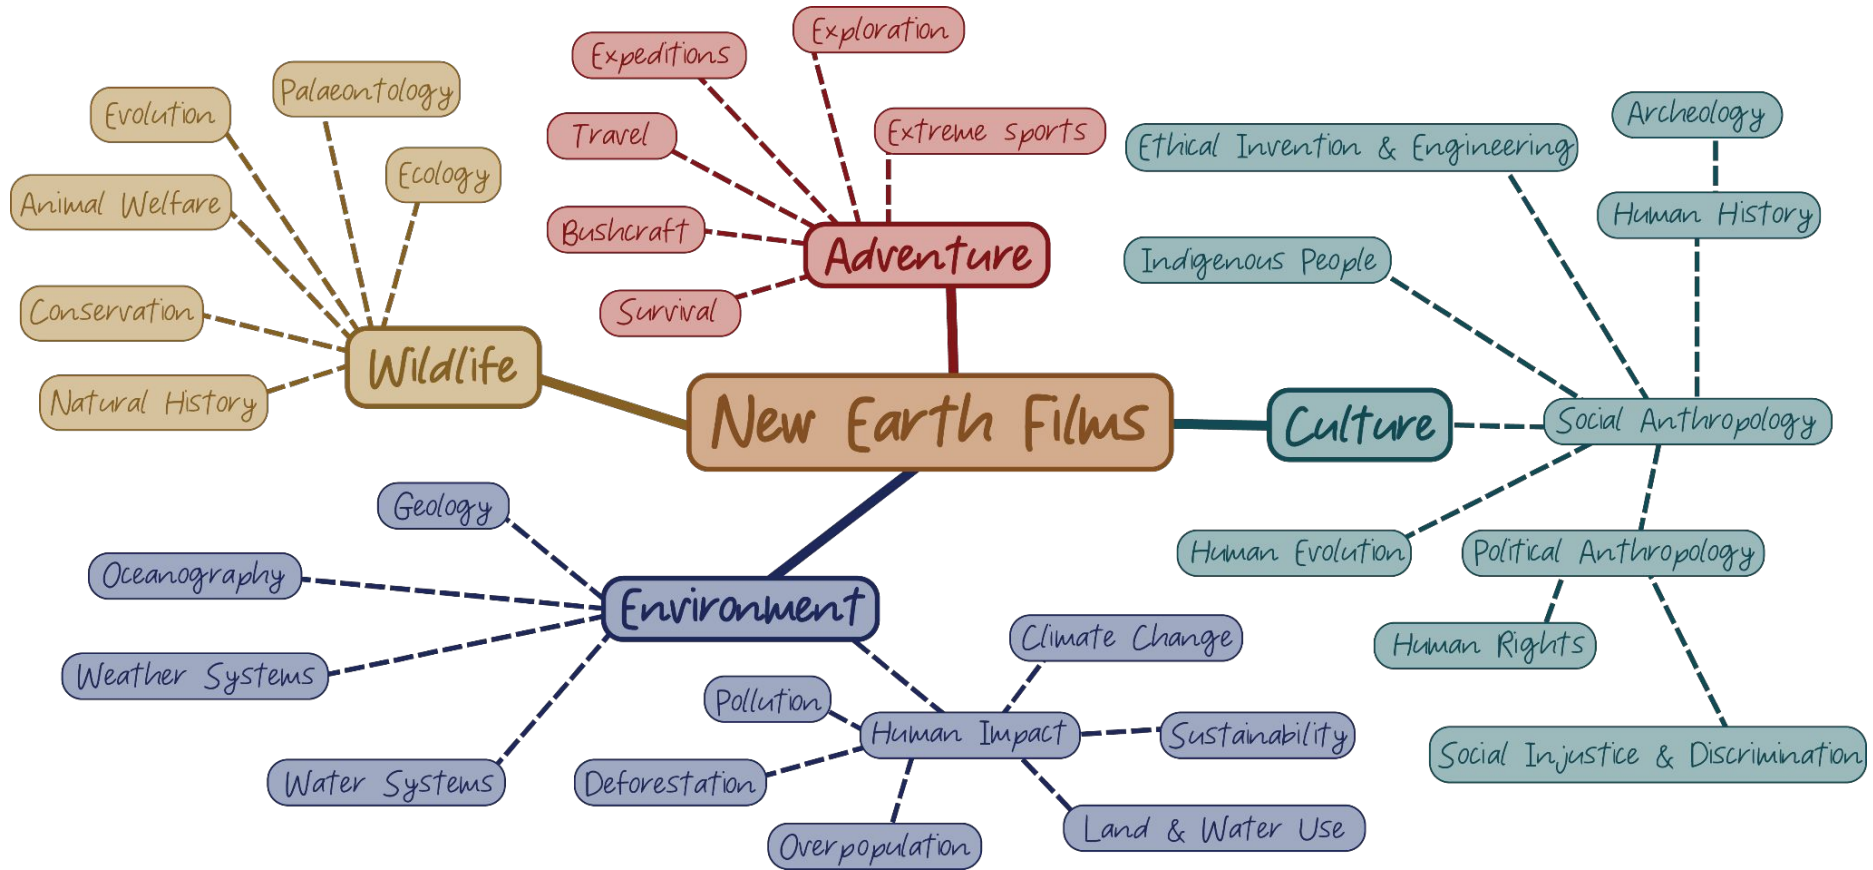 Exploration
Expeditions
Palaeontology
Evolution
Archeology
Travel
Extreme sports
Ethical Invention & Engineering
Ecology
Animal Welfare
Human History
Bushcraft
Adventure
Indigenous People
Conservation
Survival
Wildlife
Natural History
New Earth Films
Culture
Social Anthropology
Geology
Human Evolution
Political Anthropology
Oceanography
Environment
Climate Change
Human Rights
Weather Systems
Pollution
Human Impact
Sustainability
Social Injustice & Discrimination
Water Systems
Deforestation
Land & Water Use
Overpopulation